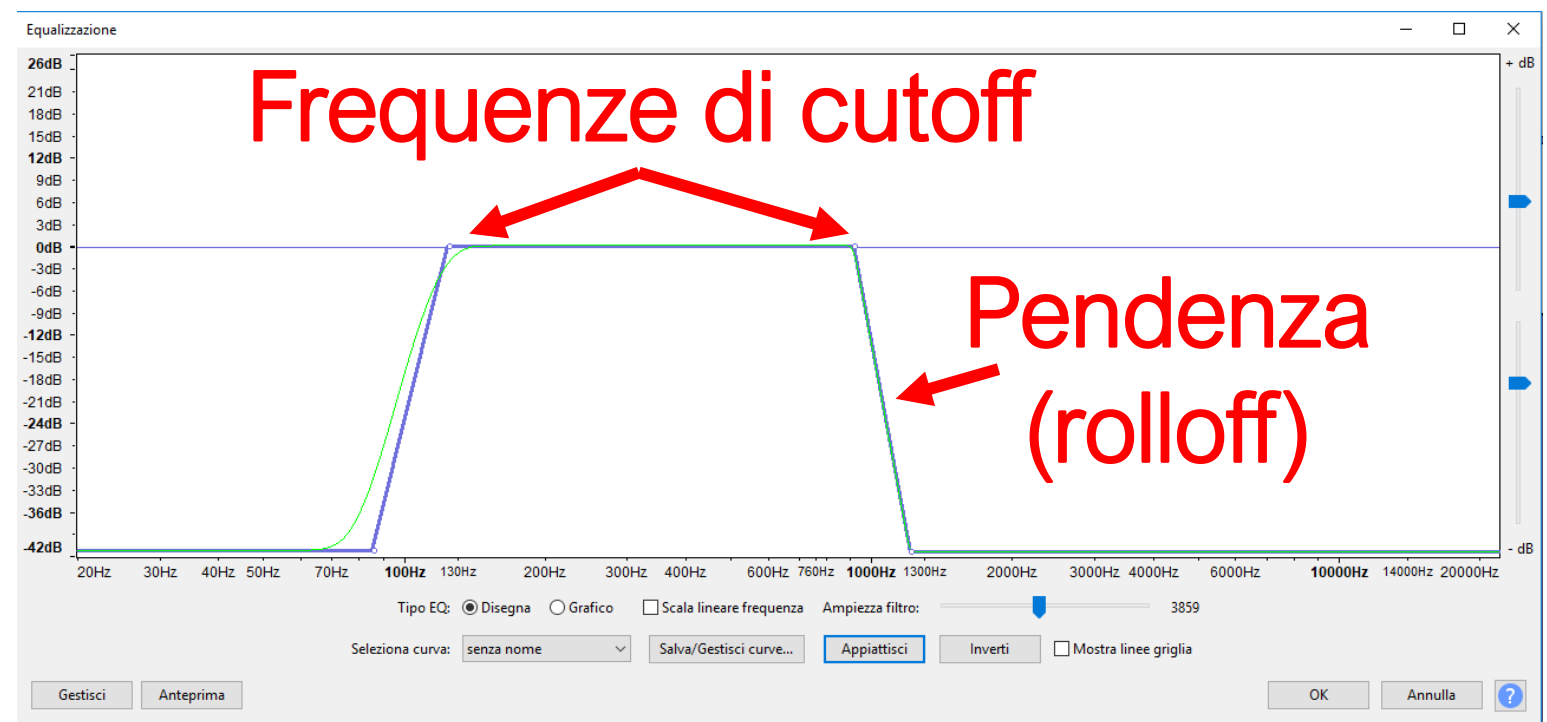 Equalizzazione
Frequenze di cutoff
Pendenza
(rolloff)
26dB
21dB
18dB
15dB
12dB
9dB
6dB
3dB
0dB
-3dB
-6dB
-9dB
-12dB
-15dB
-18dB
-21dB
-24dB
-27dB
-30dB
-33dB
-36dB
-42dB
+ dB
- dB
20Hz 30Hz 40Hz 50Hz 70Hz 100Hz 130Hz 200Hz 300Hz 400Hz 600Hz 760Hz 1000Hz 1300Hz 2000Hz 3000Hz 4000Hz 6000Hz 10000Hz 14000Hz 20000Hz
Tipo EQ: Disegna Grafico Scala lineare frequenza Ampiezza filtro: 3859
Seleziona curva: senza nome Salva/Gestisci curve... Appiattisci Inverti Mostra linee griglia
Gestisci Anteprima OK Annulla ?